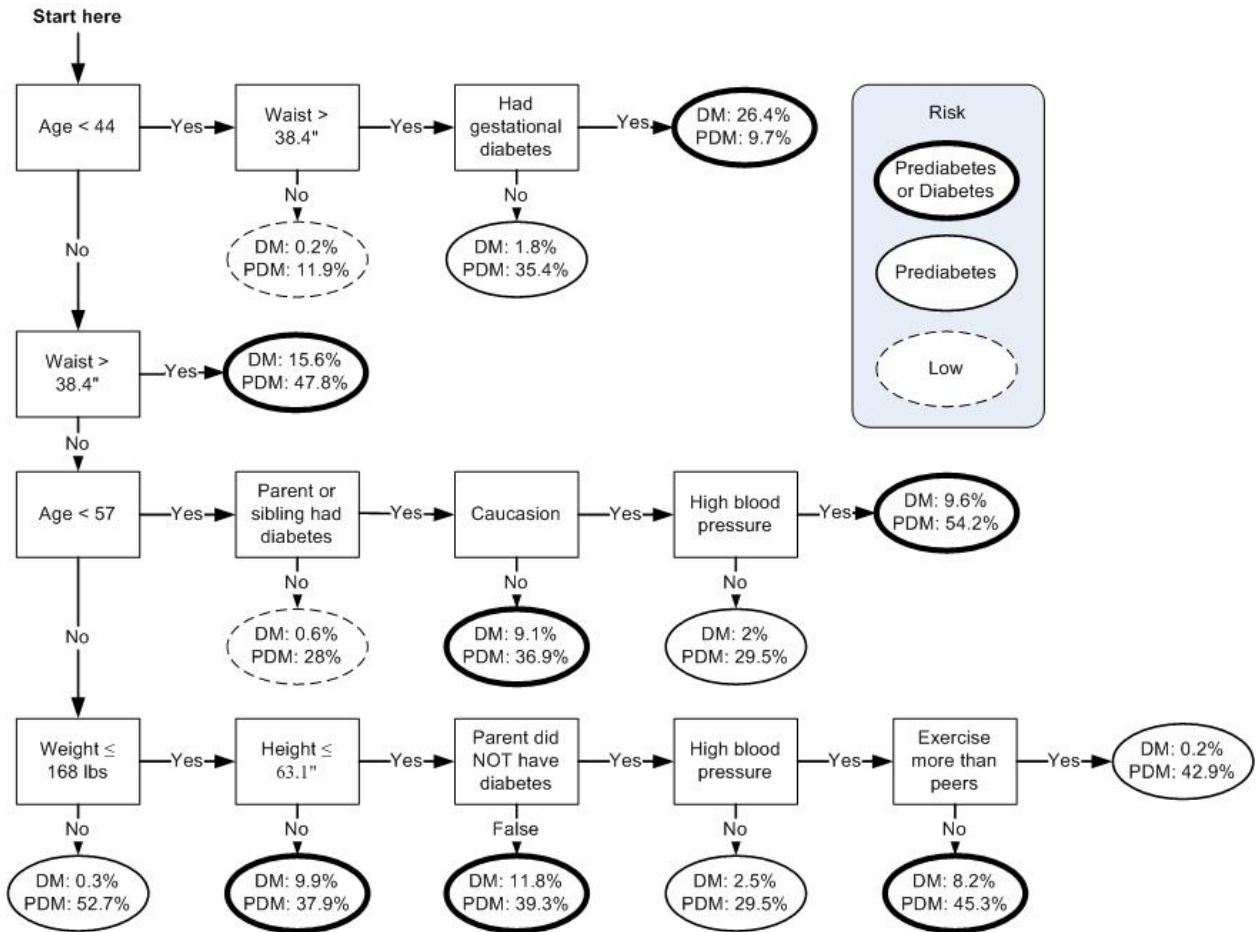 Start here
Age < 44
Yes
Waist >
38.4"
Yes
Had
gestational
diabetes
Yes
DM: 26.4%
PDM: 9.7%
No
No
No
DM: 0.2%
PDM: 11.9%
DM: 1.8%
PDM: 35.4%
Risk
Prediabetes
or Diabetes
Prediabetes
Low
Waist >
38.4"
Yes
DM: 15.6%
PDM: 47.8%
No
Age < 57
Yes
Parent or
sibling had
diabetes
Yes
Caucasion
Yes
High blood
pressure
Yes
DM: 9.6%
PDM: 54.2%
No
No
No
No
DM: 0.6%
PDM: 28%
DM: 9.1%
PDM: 36.9%
DM: 2%
PDM: 29.5%
Weight ≤
168 lbs
Yes
Height ≤
63.1"
Yes
Parent did
NOT have
diabetes
Yes
High blood
pressure
Yes
Exercise
more than
peers
Yes
DM: 0.2%
PDM: 42.9%
No
No
False
No
No
DM: 0.3%
PDM: 52.7%
DM: 9.9%
PDM: 37.9%
DM: 11.8%
PDM: 39.3%
DM: 2.5%
PDM: 29.5%
DM: 8.2%
PDM: 45.3%